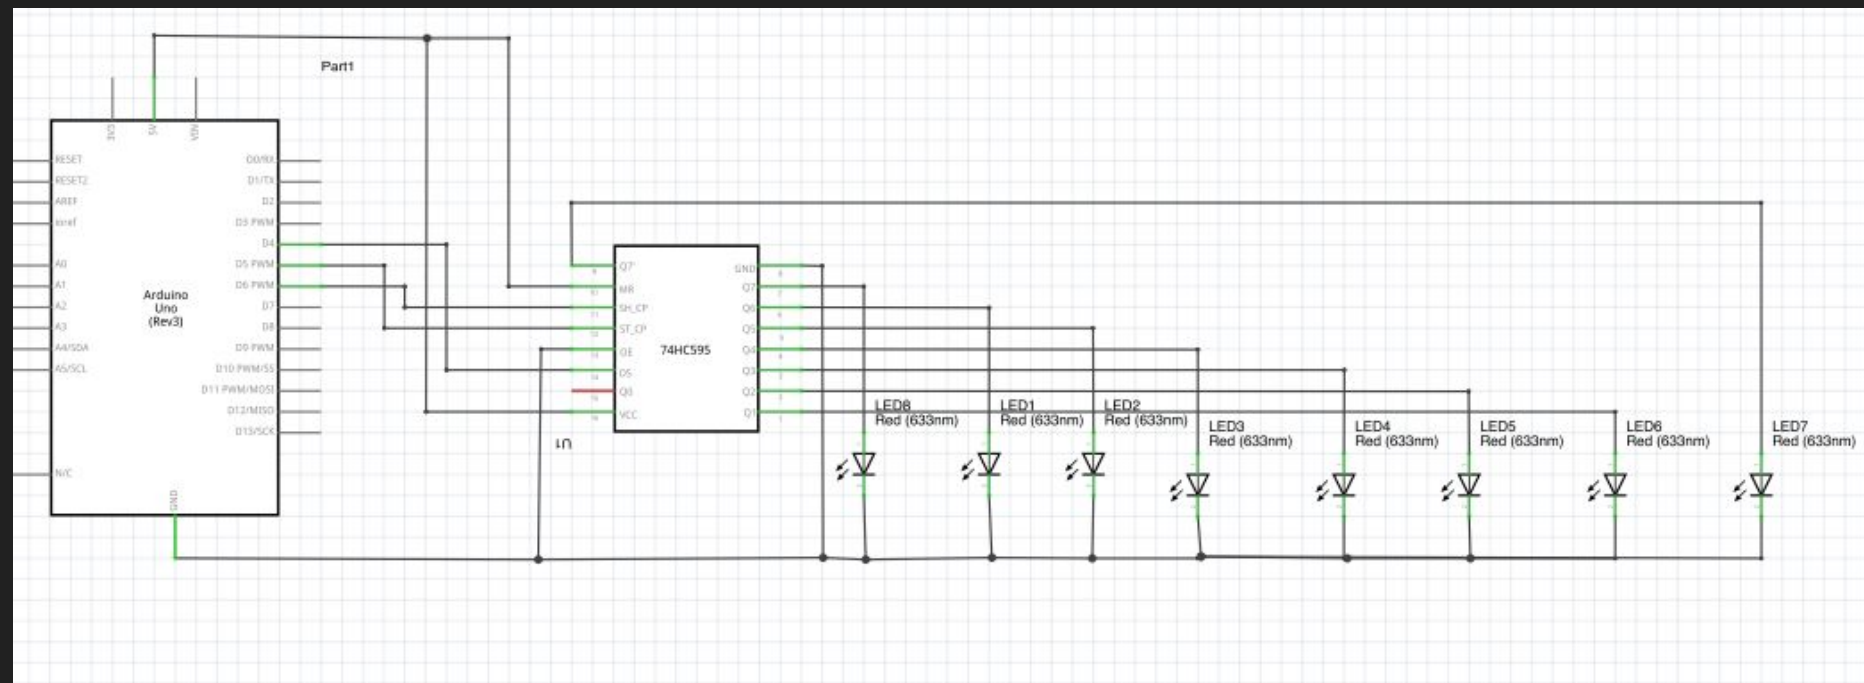 Part1
3V3
5V
VIN
RESET
RESET2
AREF
ioref
A0
A1
A2
A3
A4/SDA
A5/SCL
N/C
Arduino
Uno
(Rev3)
D0/RX
D1/TX
D2
D3 PWM
D4
D5 PWM
D6 PWM
D7
D8
D9 PWM
D10 PWM/SS
D11 PWM/MOSI
D12/MISO
D13/SCK
GND
Q7'
MR
SH_CP
ST_CP
OE
DS
Q0
VCC
74HC595
GND
Q7
Q6
Q5
Q4
Q3
Q2
Q1
U1
LED8
Red (633nm)
LED1
Red (633nm)
LED2
Red (633nm)
LED3
Red (633nm)
LED4
Red (633nm)
LED5
Red (633nm)
LED6
Red (633nm)
LED7
Red (633nm)